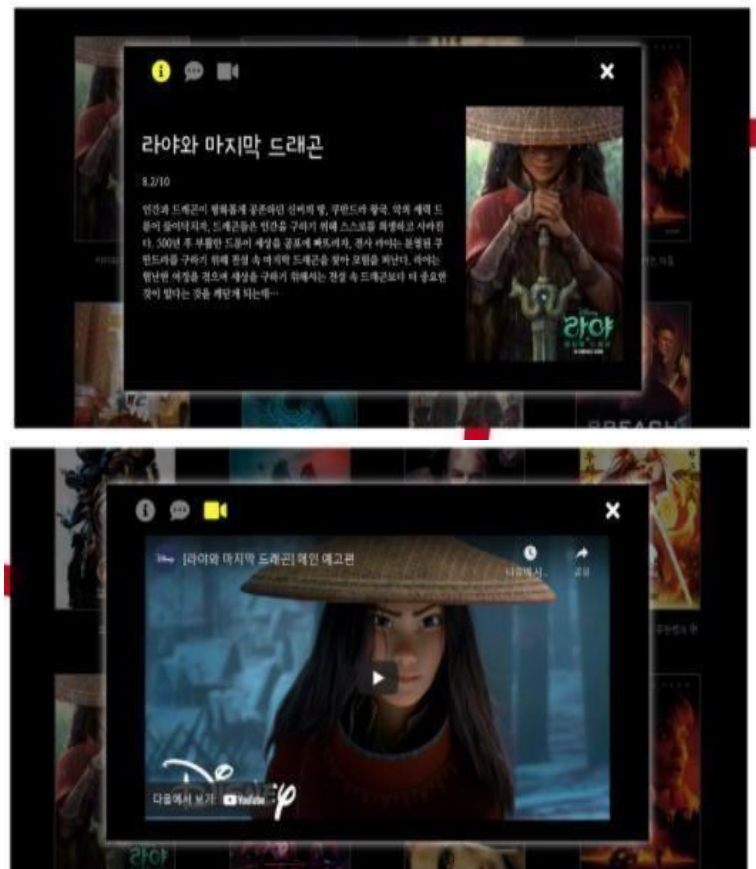 라야와 마지막 드래곤
8.2/10
인간과 드래곤이 평화롭게 공존하던 신비의 땅, 쿠만드라 왕국. 악의 세력 드
룬이 들이닥치자, 드래곤들은 인간을 구하기 위해 스스로를 희생하고 사라진
다. 500년 후 부활한 드룬이 세상을 공포에 빠뜨리자, 전사 라야는 분열된 쿠
만드라를 구하기 위해 전설 속 마지막 드래곤을 찾아 모험을 떠난다. 라야는
험난한 여정을 겪으며 세상을 구하기 위해서는 전설 속 드래곤보다 더 중요한
것이 있다는 것을 깨닫게 되는데…
Disney
라야
BREACH
Disney [라야와 마지막 드래곤] 메인 예고편
나중에 시..
공유
Disney
다음에서 보기: YouTube
라야